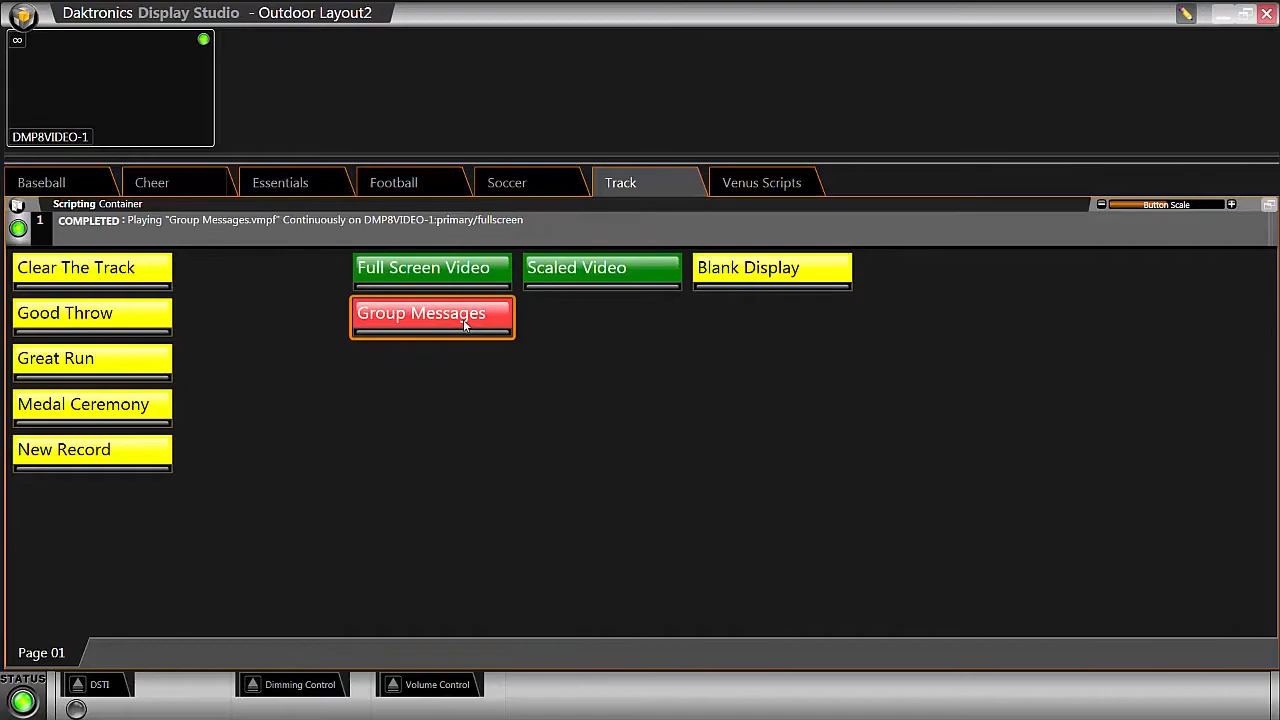 Daktronics Display Studio - Outdoor Layout2
∞
DMP8VIDEO-1
Baseball Cheer Essentials Football Soccer Track Venus Scripts
Scripting Container
Button Scale
1 COMPLETED : Playing "Group Messages.vmpf" Continuously on DMP8VIDEO-1:primary/fullscreen
Clear The Track Full Screen Video Scaled Video Blank Display
Good Throw Group Messages
Great Run
Medal Ceremony
New Record
Page 01
STATUS DSTI Dimming Control Volume Control